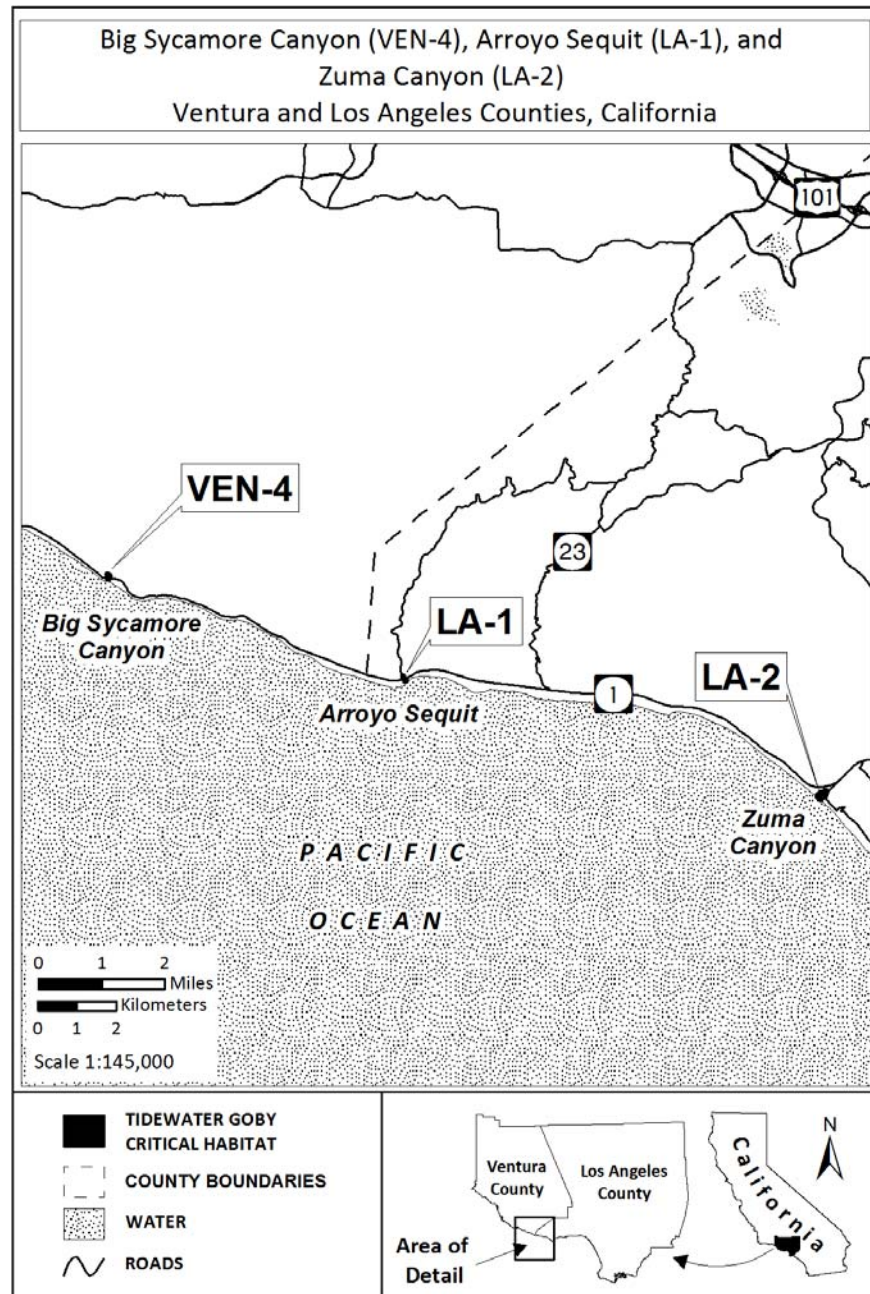 Big Sycamore Canyon (VEN-4), Arroyo Sequit (LA-1), and
Zuma Canyon (LA-2)
Ventura and Los Angeles Counties, California
101
VEN-4
23
Big Sycamore
Canyon
LA-1
LA-2
1
Arroyo Sequit
Zuma
Canyon
PACIFIC
OCEAN
0 1 2
Miles
Kilometers
0 1 2
Scale 1:145,000
TIDEWATER GOBY
CRITICAL HABITAT
COUNTY BOUNDARIES
WATER
ROADS
Ventura
County
Los Angeles
County
Area of
Detail
California
N